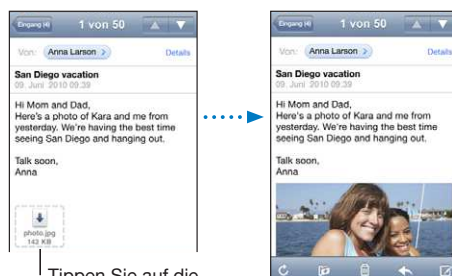 Eingang (4) 1 von 50
Von: Anna Larson Details
San Diego vacation
09. Juni 2010 09.39
Hi Mom and Dad,
Here's a photo of Kara and me from
yesterday. We're having the best time
seeing San Diego and hanging out.
Talk soon,
Anna
photo.jpg
143 KB
Tippen Sie auf die
Eingang (4) 1 von 50
Von: Anna Larson Details
San Diego vacation
09. Juni 2010 09.39
Hi Mom and Dad,
Here's a photo of Kara and me from
yesterday. We're having the best time
seeing San Diego and hanging out.
Talk soon,
Anna